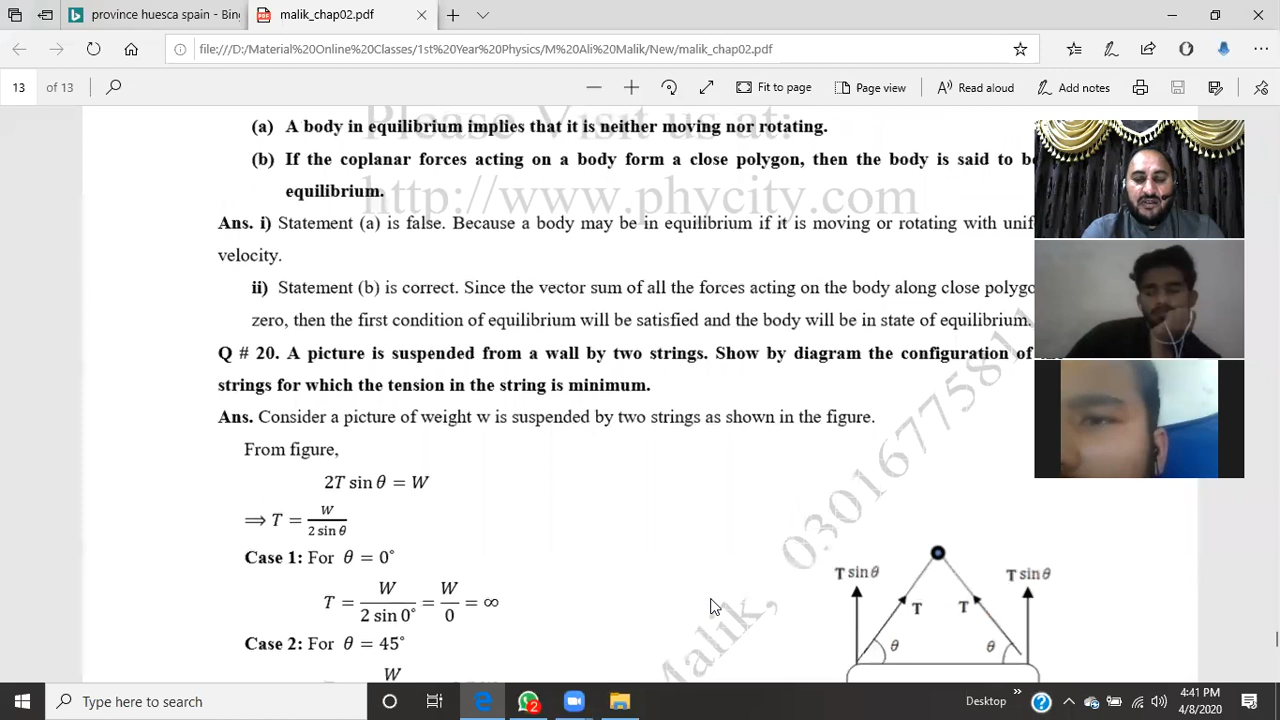 province huesca spain - Bing
malik_chap02.pdf
file:///D:/Material%20Online%20Classes/1st%20Year%20Physics/M%20Ali%20Malik/New/malik_chap02.pdf
13 of 13
Fit to page
Page view
Read aloud
Add notes
Please Visit us at:
(a) A body in equilibrium implies that it is neither moving nor rotating.
(b) If the coplanar forces acting on a body form a close polygon, then the body is said to be
equilibrium.
http://www.phycity.com
Ans. i) Statement (a) is false. Because a body may be in equilibrium if it is moving or rotating with unif
velocity.
ii) Statement (b) is correct. Since the vector sum of all the forces acting on the body along close polygo
zero, then the first condition of equilibrium will be satisfied and the body will be in state of equilibrium.
Q # 20. A picture is suspended from a wall by two strings. Show by diagram the configuration of
strings for which the tension in the string is minimum.
Ans. Consider a picture of weight w is suspended by two strings as shown in the figure.
From figure,
2T sin θ = W
⟹ T = W / 2 sin θ
Case 1: For θ = 0°
T = W / 2 sin 0° = W / 0 = ∞
Case 2: For θ = 45°
W
T sin θ
T sin θ
T
T
θ
θ
Malik, 03016775811
Type here to search
2
Desktop
4:41 PM
4/8/2020